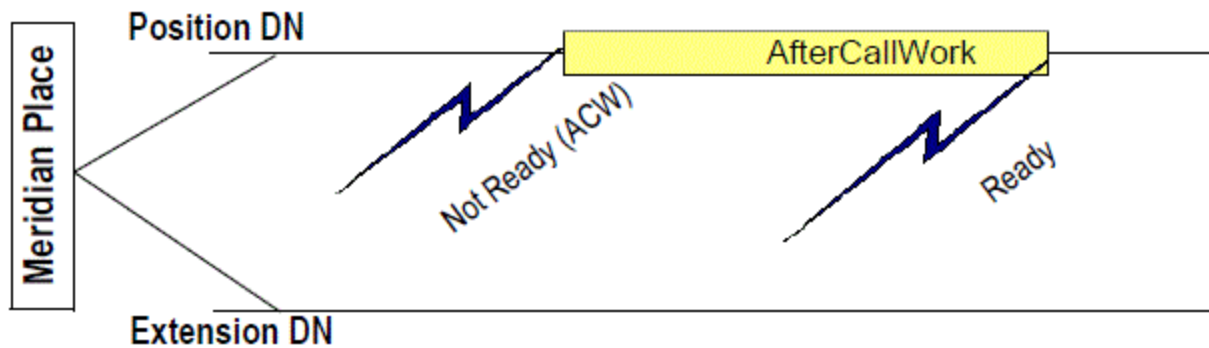 Meridian Place
Position DN
AfterCallWork
Not Ready (ACW)
Ready
Extension DN